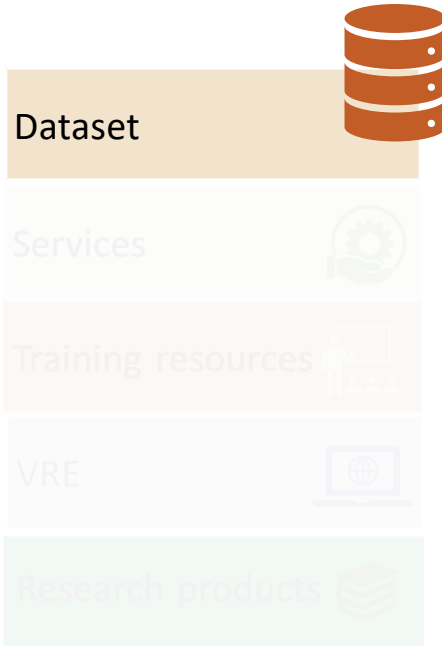 Dataset
Services
Training resources
VRE
Research products